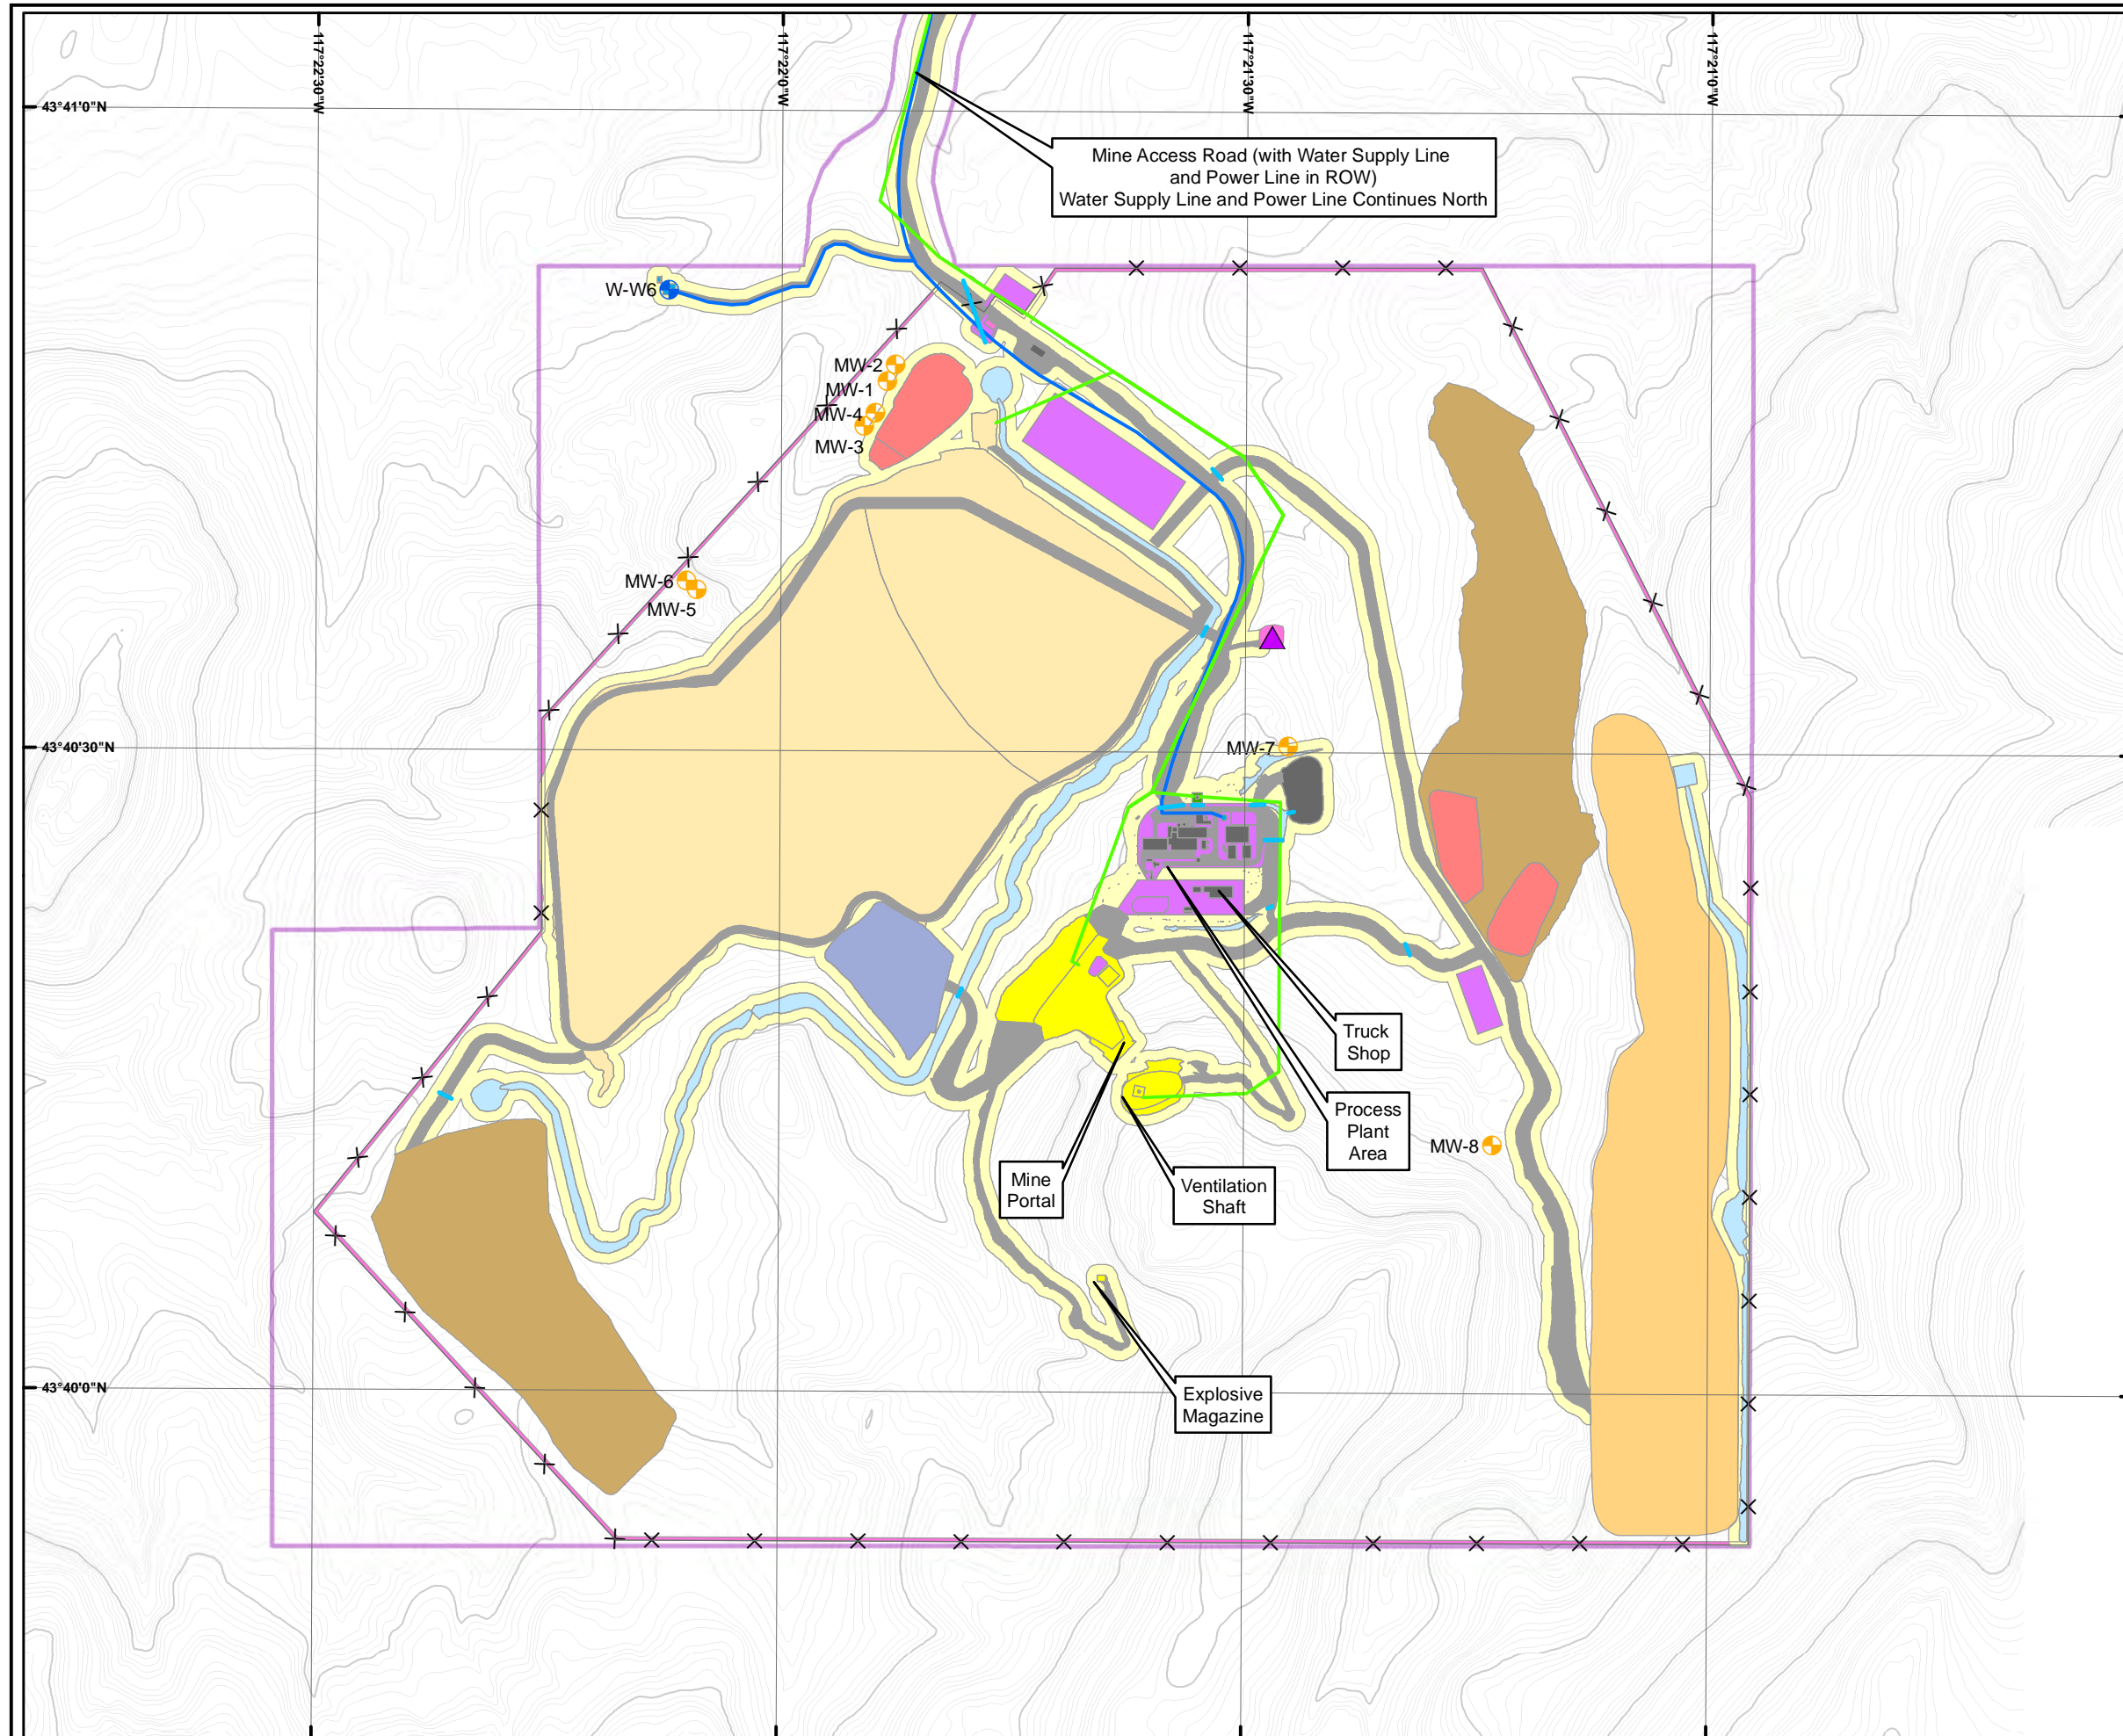 117°22'30"W
117°22'0"W
117°21'30"W
117°21'0"W
43°41'0"N
Mine Access Road (with Water Supply Line
and Power Line in ROW)
Water Supply Line and Power Line Continues North
W-W6
MW-2
MW-1
MW-4
MW-3
MW-6
MW-5
43°40'30"N
MW-7
Truck
Shop
Process
Plant
Area
MW-8
Mine
Portal
Ventilation
Shaft
43°40'0"N
Explosive
Magazine